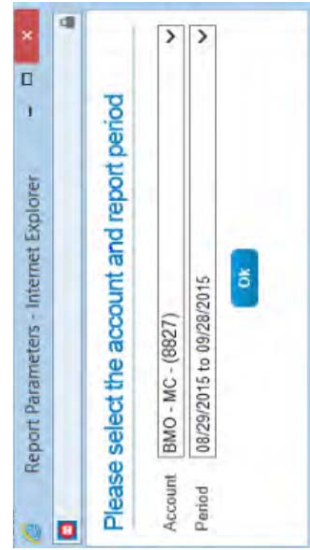 Report Parameters - Internet Explorer
Please select the account and report period
Account BMO - MC - (8827)
Period 08/29/2015 to 09/28/2015
Ok